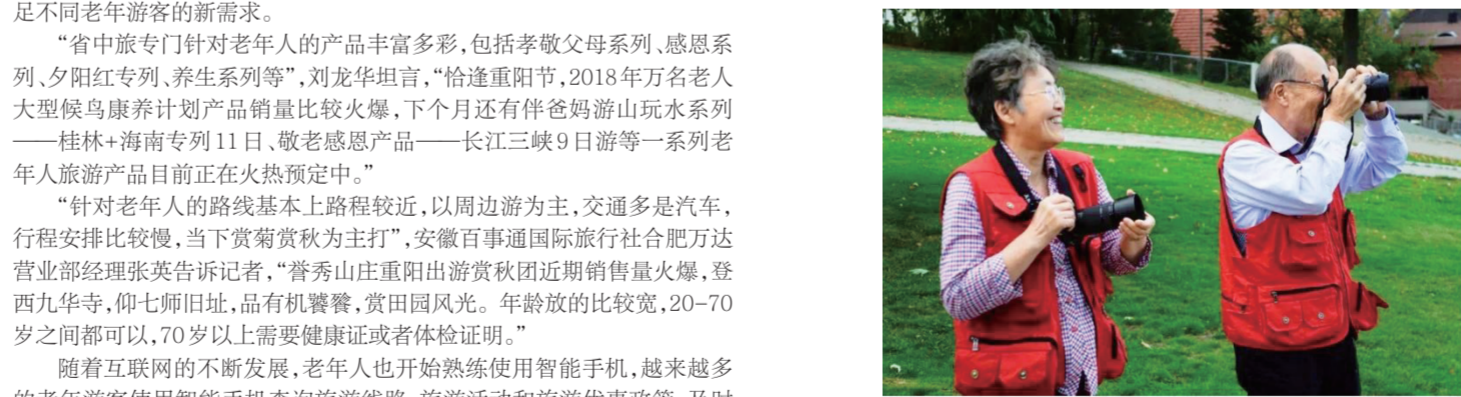 足不同老年游客的新需求。
“省中旅专门针对老年人的产品丰富多彩,包括孝敬父母系列、感恩系
列、夕阳红专列、养生系列等”,刘龙华坦言,“恰逢重阳节,2018年万名老人
大型候鸟康养计划产品销量比较火爆,下个月还有伴爸妈游山玩水系列
——桂林+海南专列11日、敬老感恩产品——长江三峡9日游等一系列老
年人旅游产品目前正在火热预定中。”
“针对老年人的路线基本上路程较近,以周边游为主,交通多是汽车,
行程安排比较慢,当下赏菊赏秋为主打”,安徽百事通国际旅行社合肥万达
营业部经理张英告诉记者,“誉秀山庄重阳出游赏秋团近期销售量火爆,登
西九华寺,仰七师旧址,品有机饕餮,赏田园风光。年龄放的比较宽,20-70
岁之间都可以,70岁以上需要健康证或者体检证明。”
随着互联网的不断发展,老年人也开始熟练使用智能手机,越来越多